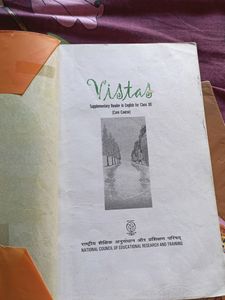 Vistas
Supplementary Reader in English for Class XII
(Core Course)
राष्ट्रीय शैक्षिक अनुसंधान और प्रशिक्षण परिषद्
NATIONAL COUNCIL OF EDUCATIONAL RESEARCH AND TRAINING